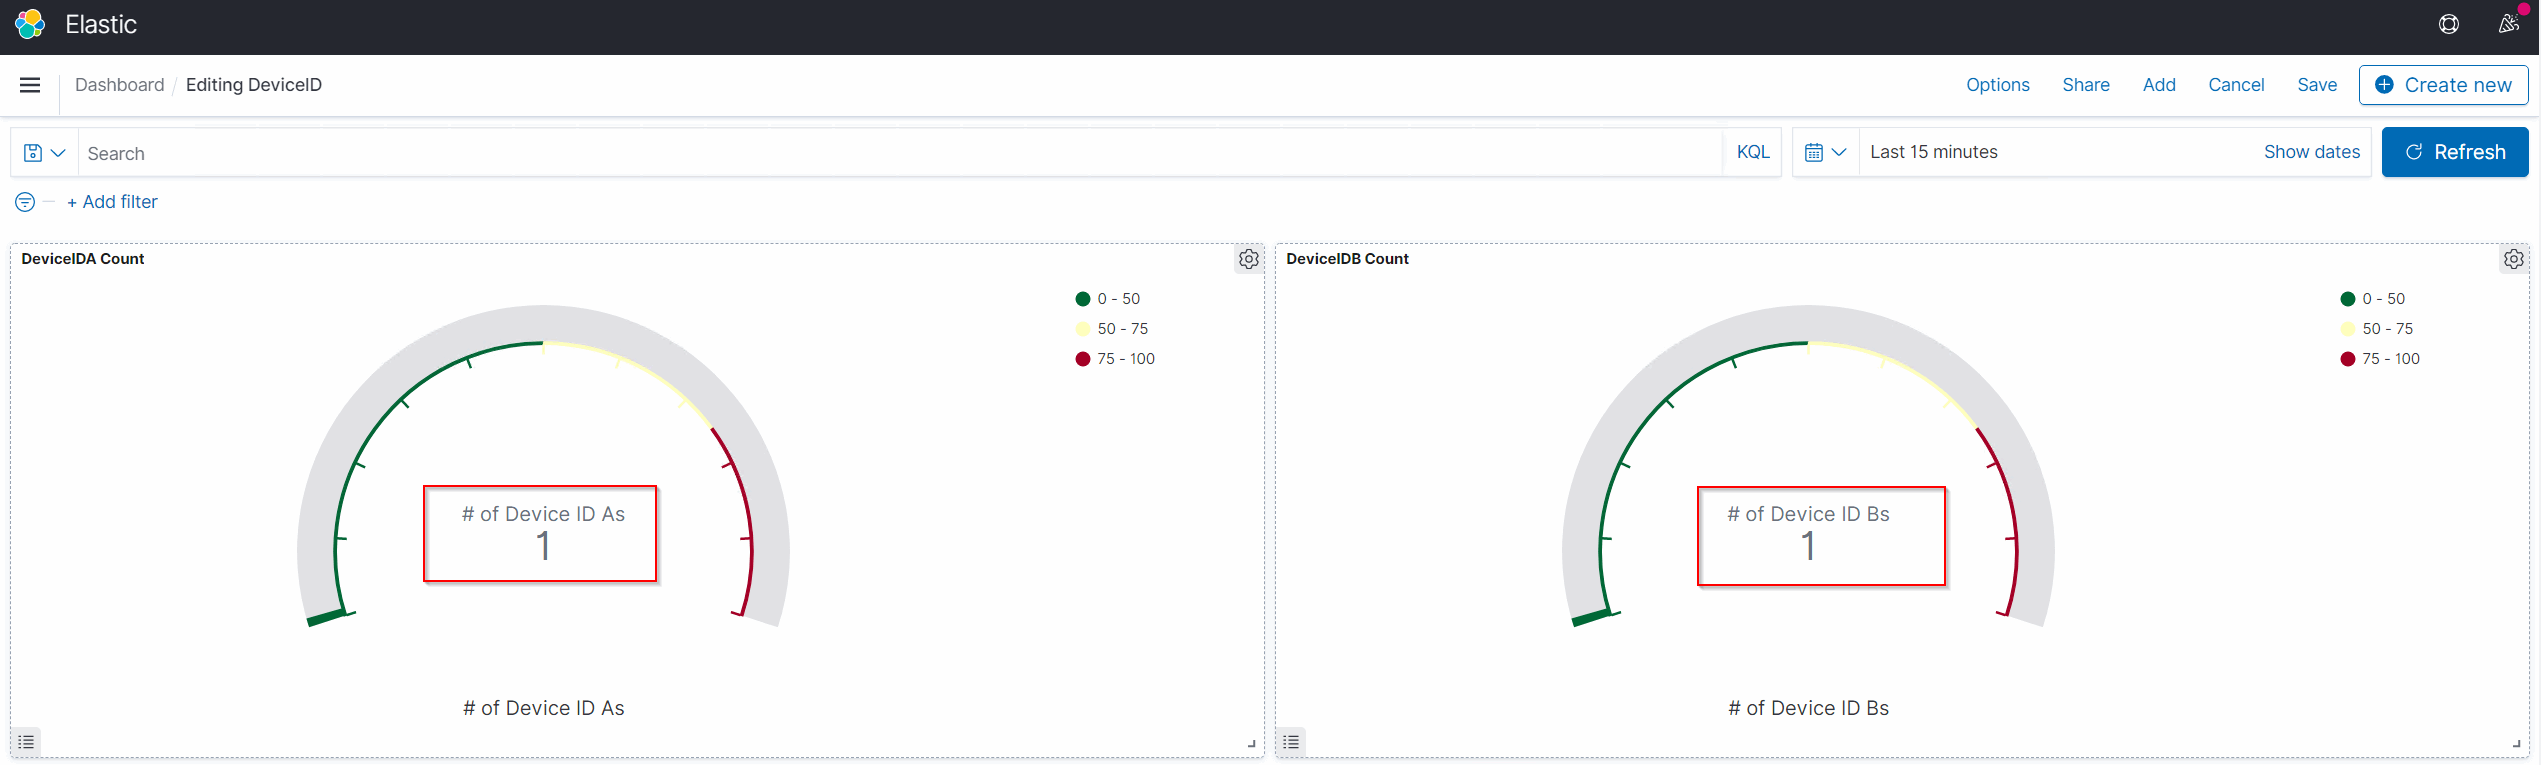 Elastic
Dashboard / Editing DeviceID
Options Share Add Cancel Save Create new
Search KQL Last 15 minutes Show dates Refresh
+ Add filter
DeviceIDA Count
0 - 50
50 - 75
75 - 100
# of Device ID As
1
# of Device ID As
DeviceIDB Count
0 - 50
50 - 75
75 - 100
# of Device ID Bs
1
# of Device ID Bs